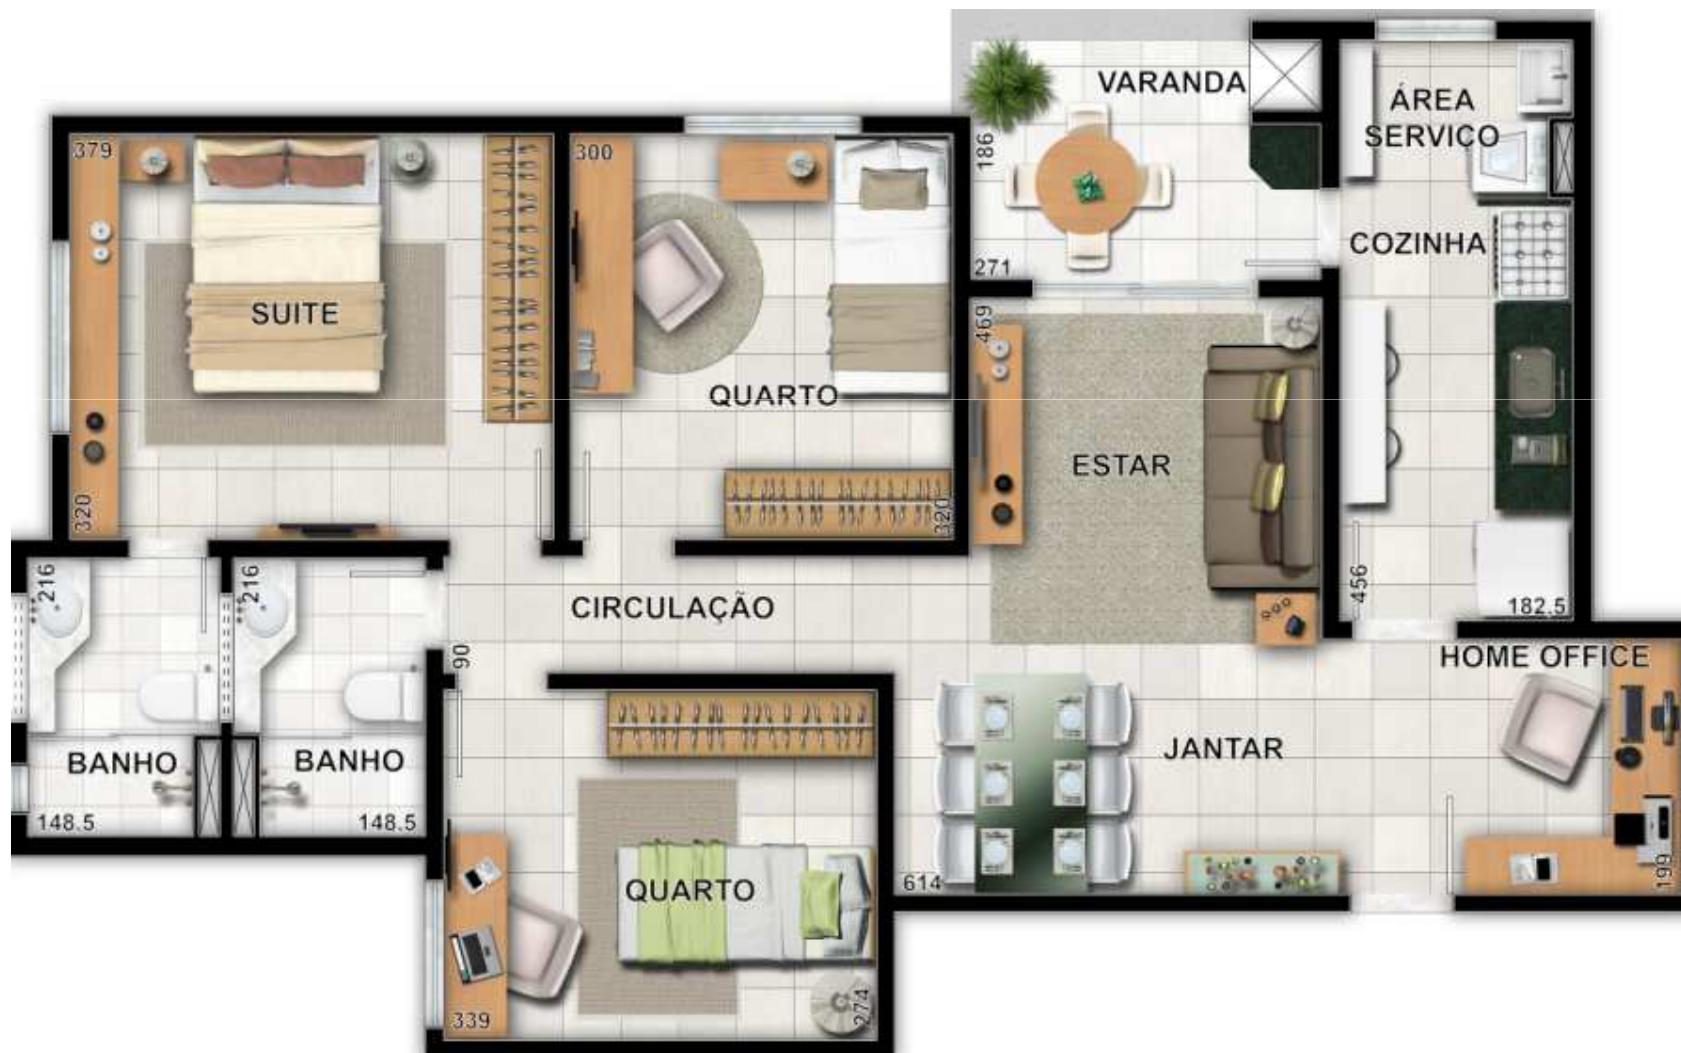 VARANDA
ÁREA
SERVICO
379
300
186
COZINHA
271
SUITE
469
QUARTO
ESTAR
320
320
216
216
CIRCULAÇÃO
456
182.5
90
HOME OFFICE
JANTAR
BANHO
BANHO
148.5
148.5
QUARTO
614
199
339
274